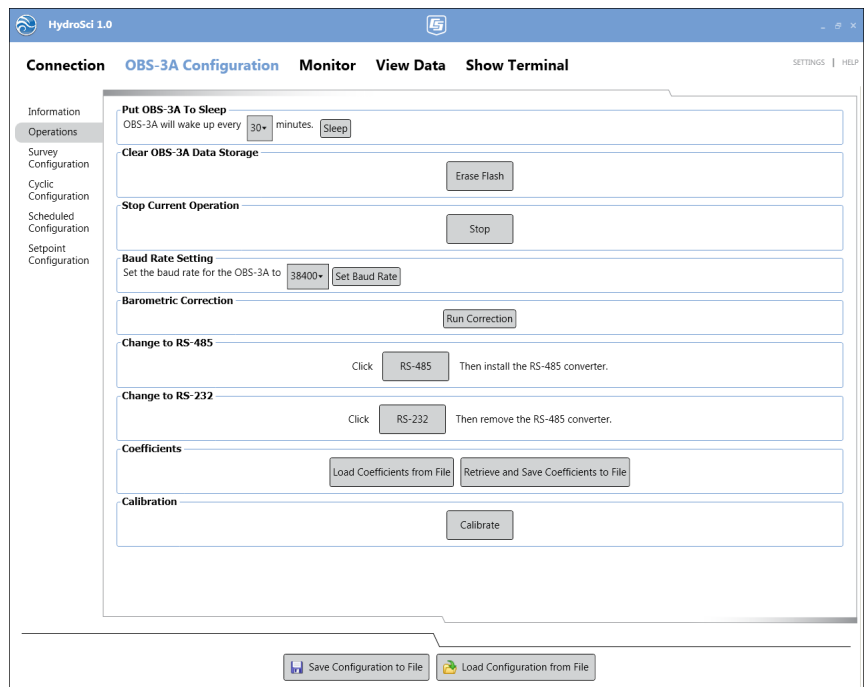 HydroSci 1.0
Connection OBS-3A Configuration Monitor View Data Show Terminal
SETTINGS | HELP
Information
Operations
Survey
Configuration
Cyclic
Configuration
Scheduled
Configuration
Setpoint
Configuration
Put OBS-3A To Sleep
OBS-3A will wake up every 30 minutes. Sleep
Clear OBS-3A Data Storage
Erase Flash
Stop Current Operation
Stop
Baud Rate Setting
Set the baud rate for the OBS-3A to 38400 Set Baud Rate
Barometric Correction
Run Correction
Change to RS-485
Click RS-485 Then install the RS-485 converter.
Change to RS-232
Click RS-232 Then remove the RS-485 converter.
Coefficients
Load Coefficients from File Retrieve and Save Coefficients to File
Calibration
Calibrate
Save Configuration to File Load Configuration from File